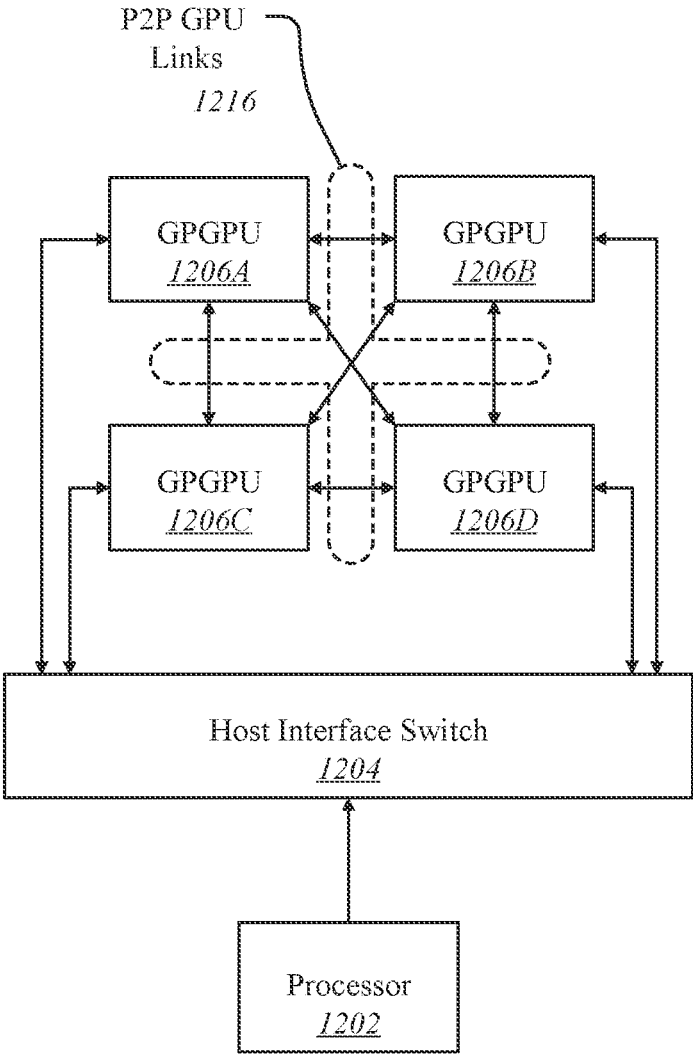 P2P GPU
Links
1216
GPGPU
1206A
GPGPU
1206B
GPGPU
1206C
GPGPU
1206D
Host Interface Switch
1204
Processor
1202